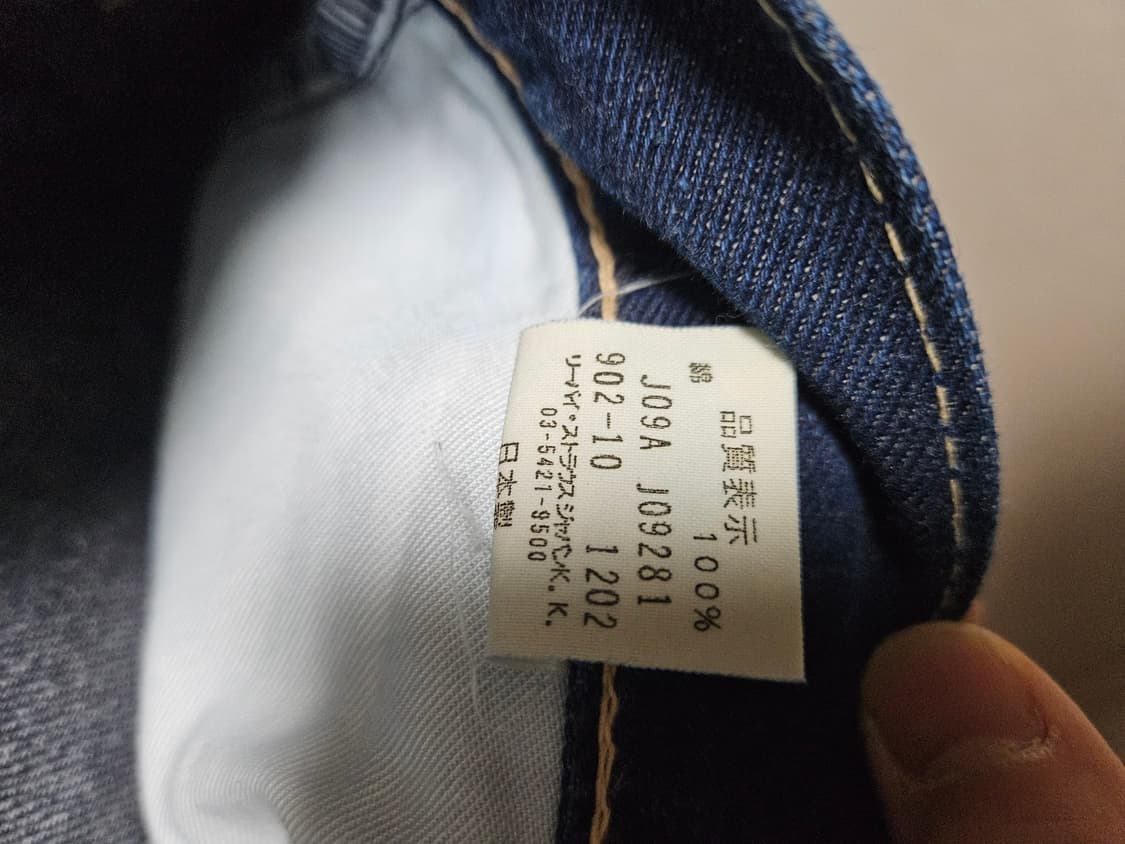 品質表示
綿 100%
J09A J09281
902-10 1202
リーバイ・ストラウスジャパンK.K.
03-5421-9500
日本製